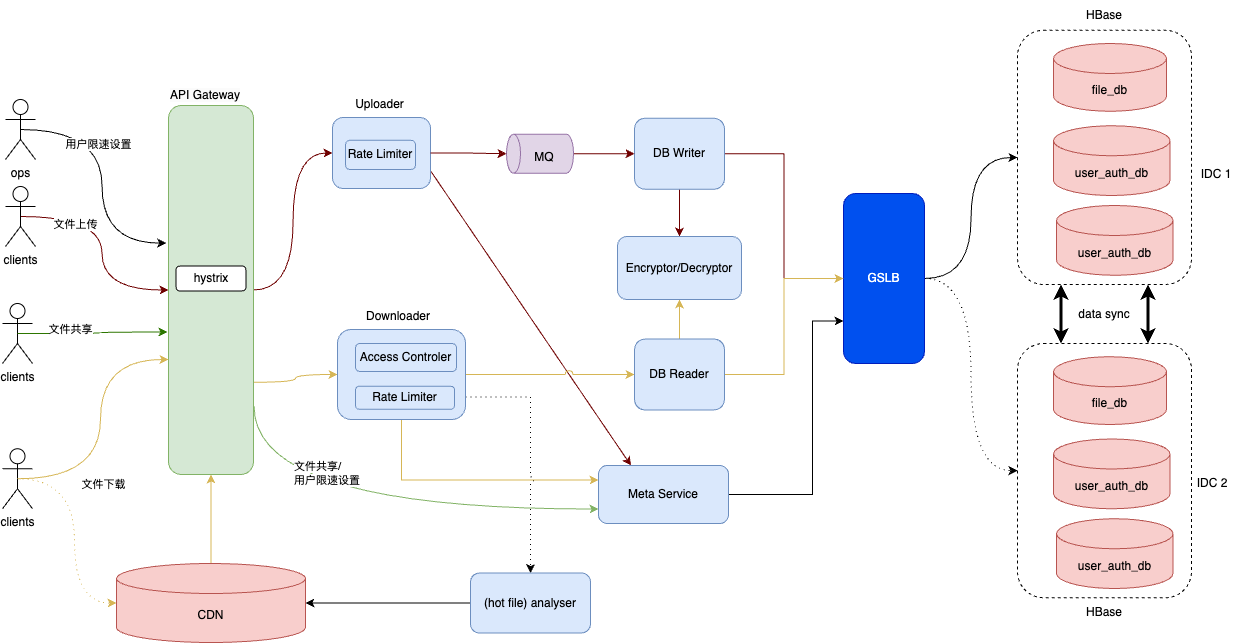 HBase
file_db
user_auth_db
user_auth_db
IDC 1
API Gateway
Uploader
Rate Limiter
MQ
DB Writer
ops
用户限速设置
clients
文件上传
hystrix
Encryptor/Decryptor
GSLB
data sync
clients
文件共享
Downloader
Access Controler
Rate Limiter
DB Reader
file_db
user_auth_db
user_auth_db
IDC 2
HBase
文件共享/
用户限速设置
Meta Service
clients
文件下载
CDN
(hot file) analyser